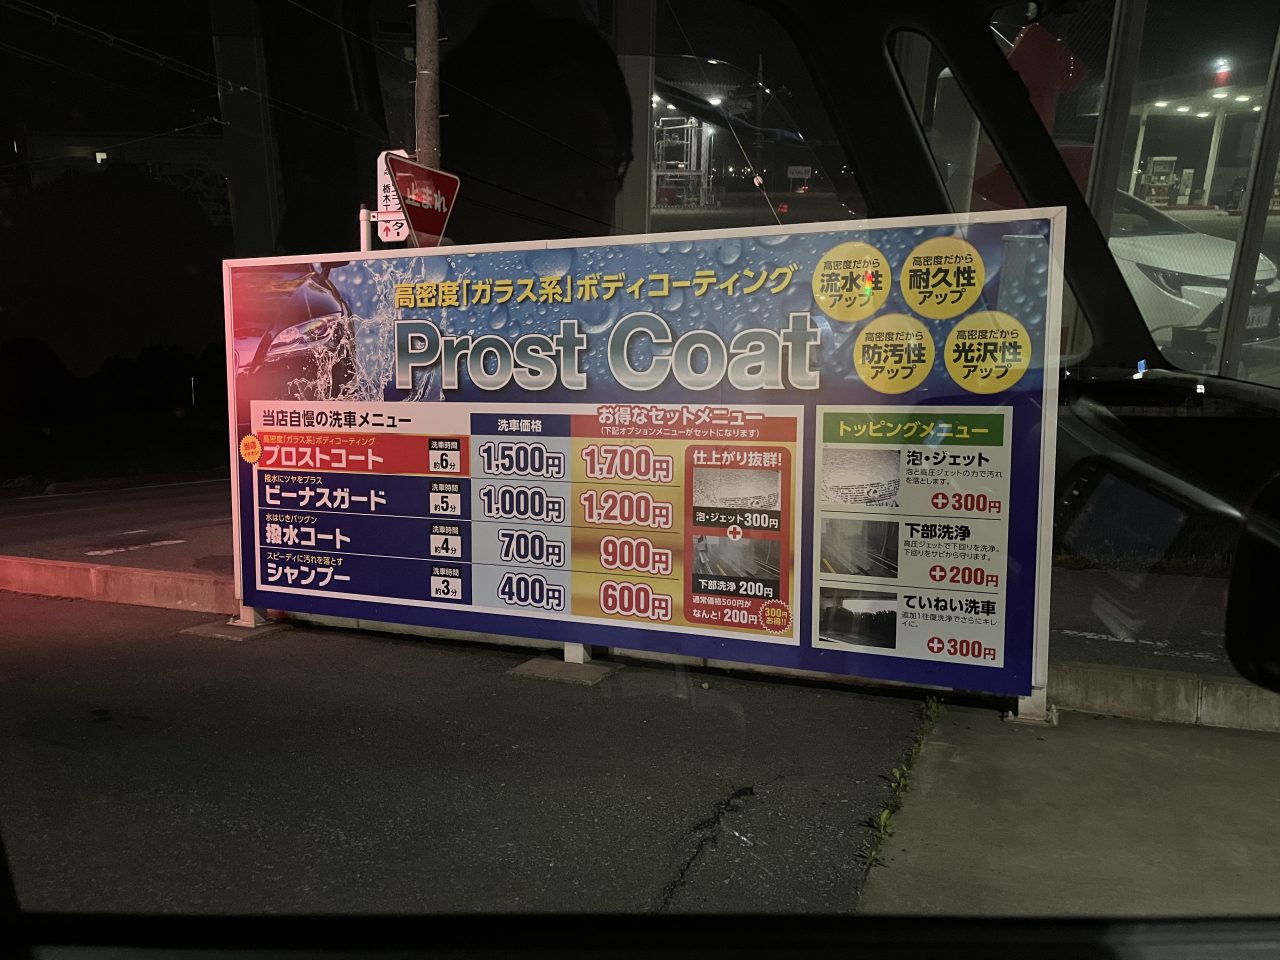 止まれ
栃木工
高密度「ガラス系」ボディコーティング
Prost Coat
高密度だから
流水性
アップ
高密度だから
耐久性
アップ
高密度だから
防汚性
アップ
高密度だから
光沢性
アップ
当店自慢の洗車メニュー
洗車価格
お得なセットメニュー
(下記オプションメニューがセットになります)
当店
イチオシ!
高密度「ガラス系」ボディコーティング
プロストコート
洗車時間
約6分
1,500円
1,700円
撥水にツヤをプラス
ビーナスガード
洗車時間
約5分
1,000円
1,200円
水はじきバツグン
撥水コート
洗車時間
約4分
700円
900円
スピーディに汚れを落とす
シャンプー
洗車時間
約3分
400円
600円
仕上がり抜群!
泡・ジェット300円
+
下部洗浄 200円
通常価格500円が
なんと!200円
300円
お得!!
トッピングメニュー
泡・ジェット
泡と高圧ジェットの力で汚れ
を落とします。
+300円
下部洗浄
高圧ジェットで下回りを洗浄。
下回りをサビから守ります。
+200円
ていねい洗車
追加1往復洗浄でさらにキレ
イに。
+300円